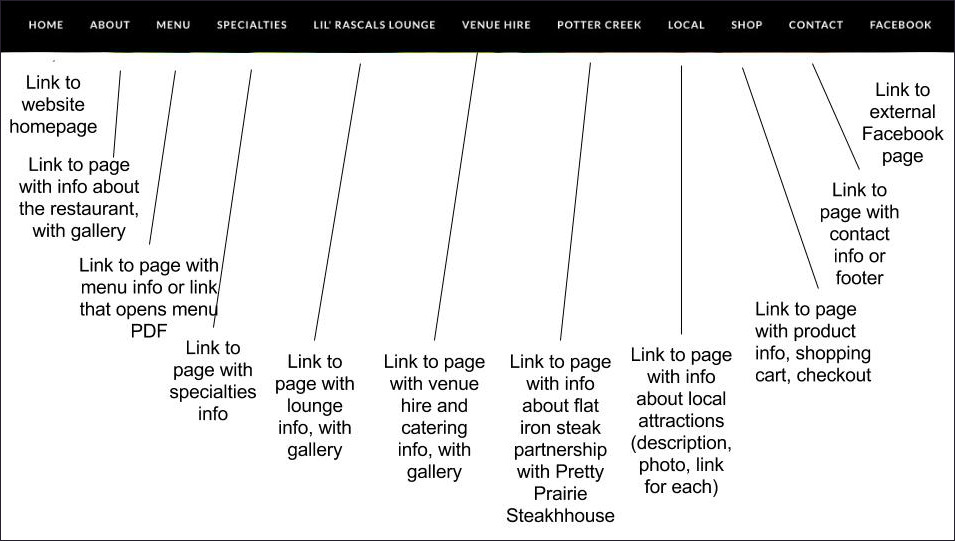 HOME ABOUT MENU SPECIALTIES LIL' RASCALS LOUNGE VENUE HIRE POTTER CREEK LOCAL SHOP CONTACT FACEBOOK
Link to
website
homepage
Link to page
with info about
the restaurant,
with gallery
Link to page with
menu info or link
that opens menu
PDF
Link to
page with
specialties
info
Link to
page with
lounge
info, with
gallery
Link to page
with venue
hire and
catering
info, with
gallery
Link to page
with info
about flat
iron steak
partnership
with Pretty
Prairie
Steakhhouse
Link to page
with info
about local
attractions
(description,
photo, link
for each)
Link to page
with product
info, shopping
cart, checkout
Link to
page with
contact
info or
footer
Link to
external
Facebook
page